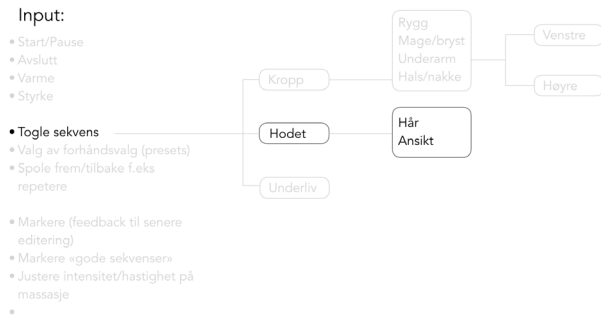 Input:
• Start/Pause
• Avslutt
• Varme
• Styrke
• Togle sekvens
• Valg av forhåndsvalg (presets)
• Spole frem/tilbake f.eks
repetere
• Markere (feedback til senere
editering)
• Markere «gode sekvenser»
• Justere intensitet/hastighet på
massasje
•
Kropp
Hodet
Underliv
Rygg
Mage/bryst
Underarm
Hals/nakke
Hår
Ansikt
Venstre
Høyre